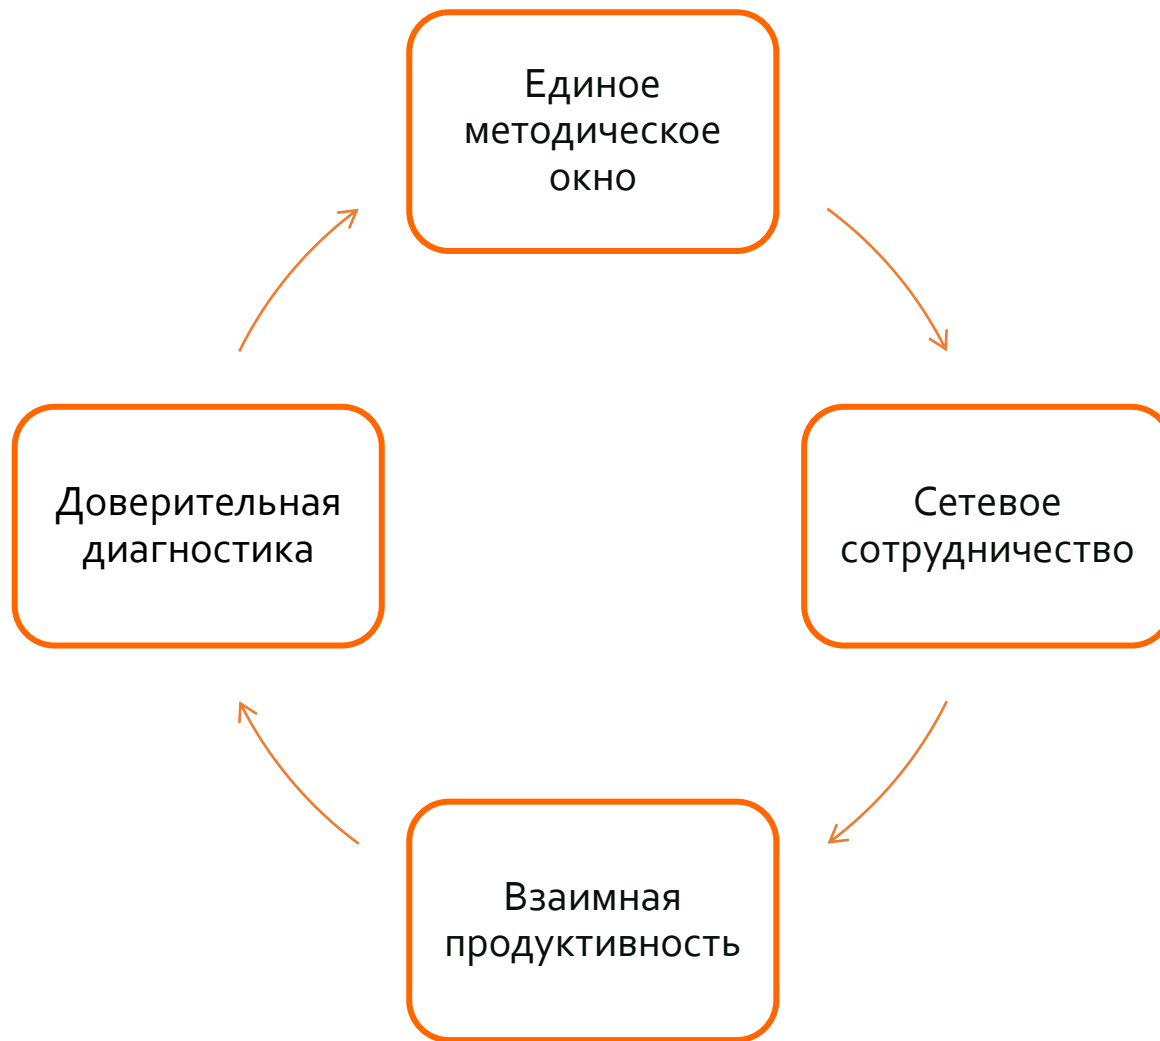 Единое
методическое
окно
Доверительная
диагностика
Сетевое
сотрудничество
Взаимная
продуктивность